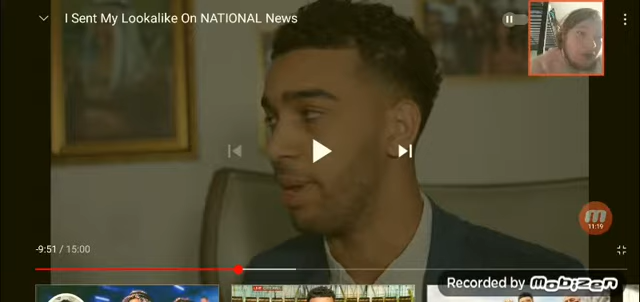 I Sent My Lookalike On NATIONAL News
11:19
-9:51 / 15:00
Recorded by Mobizen